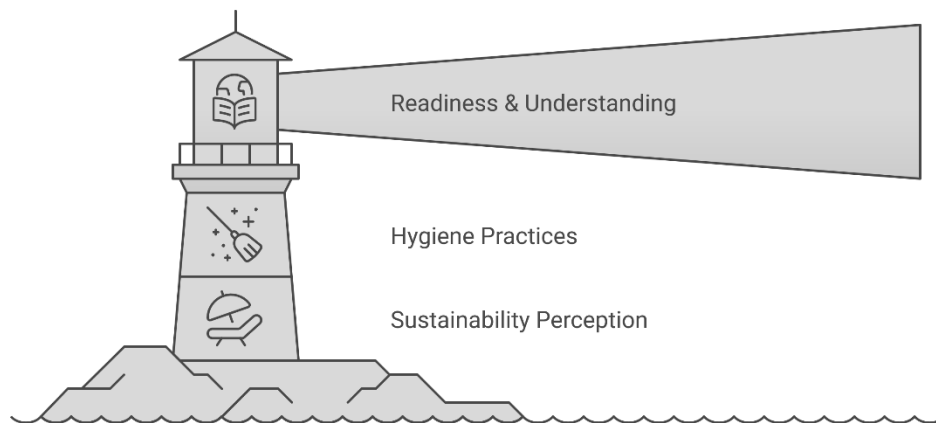 Readiness & Understanding
Hygiene Practices
Sustainability Perception